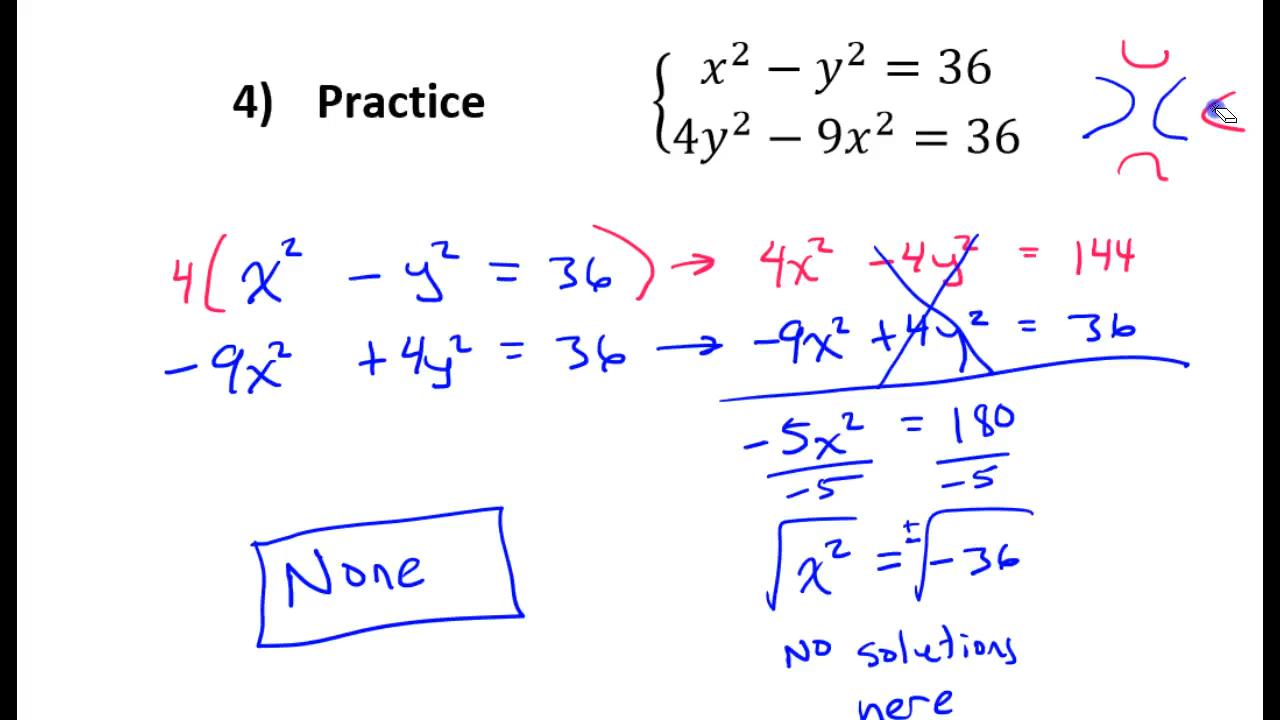 4) Practice
x² − y² = 36
4y² − 9x² = 36
4(x² − y² = 36) → 4x² − 4y² = 144
−9x² + 4y² = 36 → −9x² + 4y² = 36
−5x² = 180
−5 −5
√x² = ±√−36
None
No solutions
here